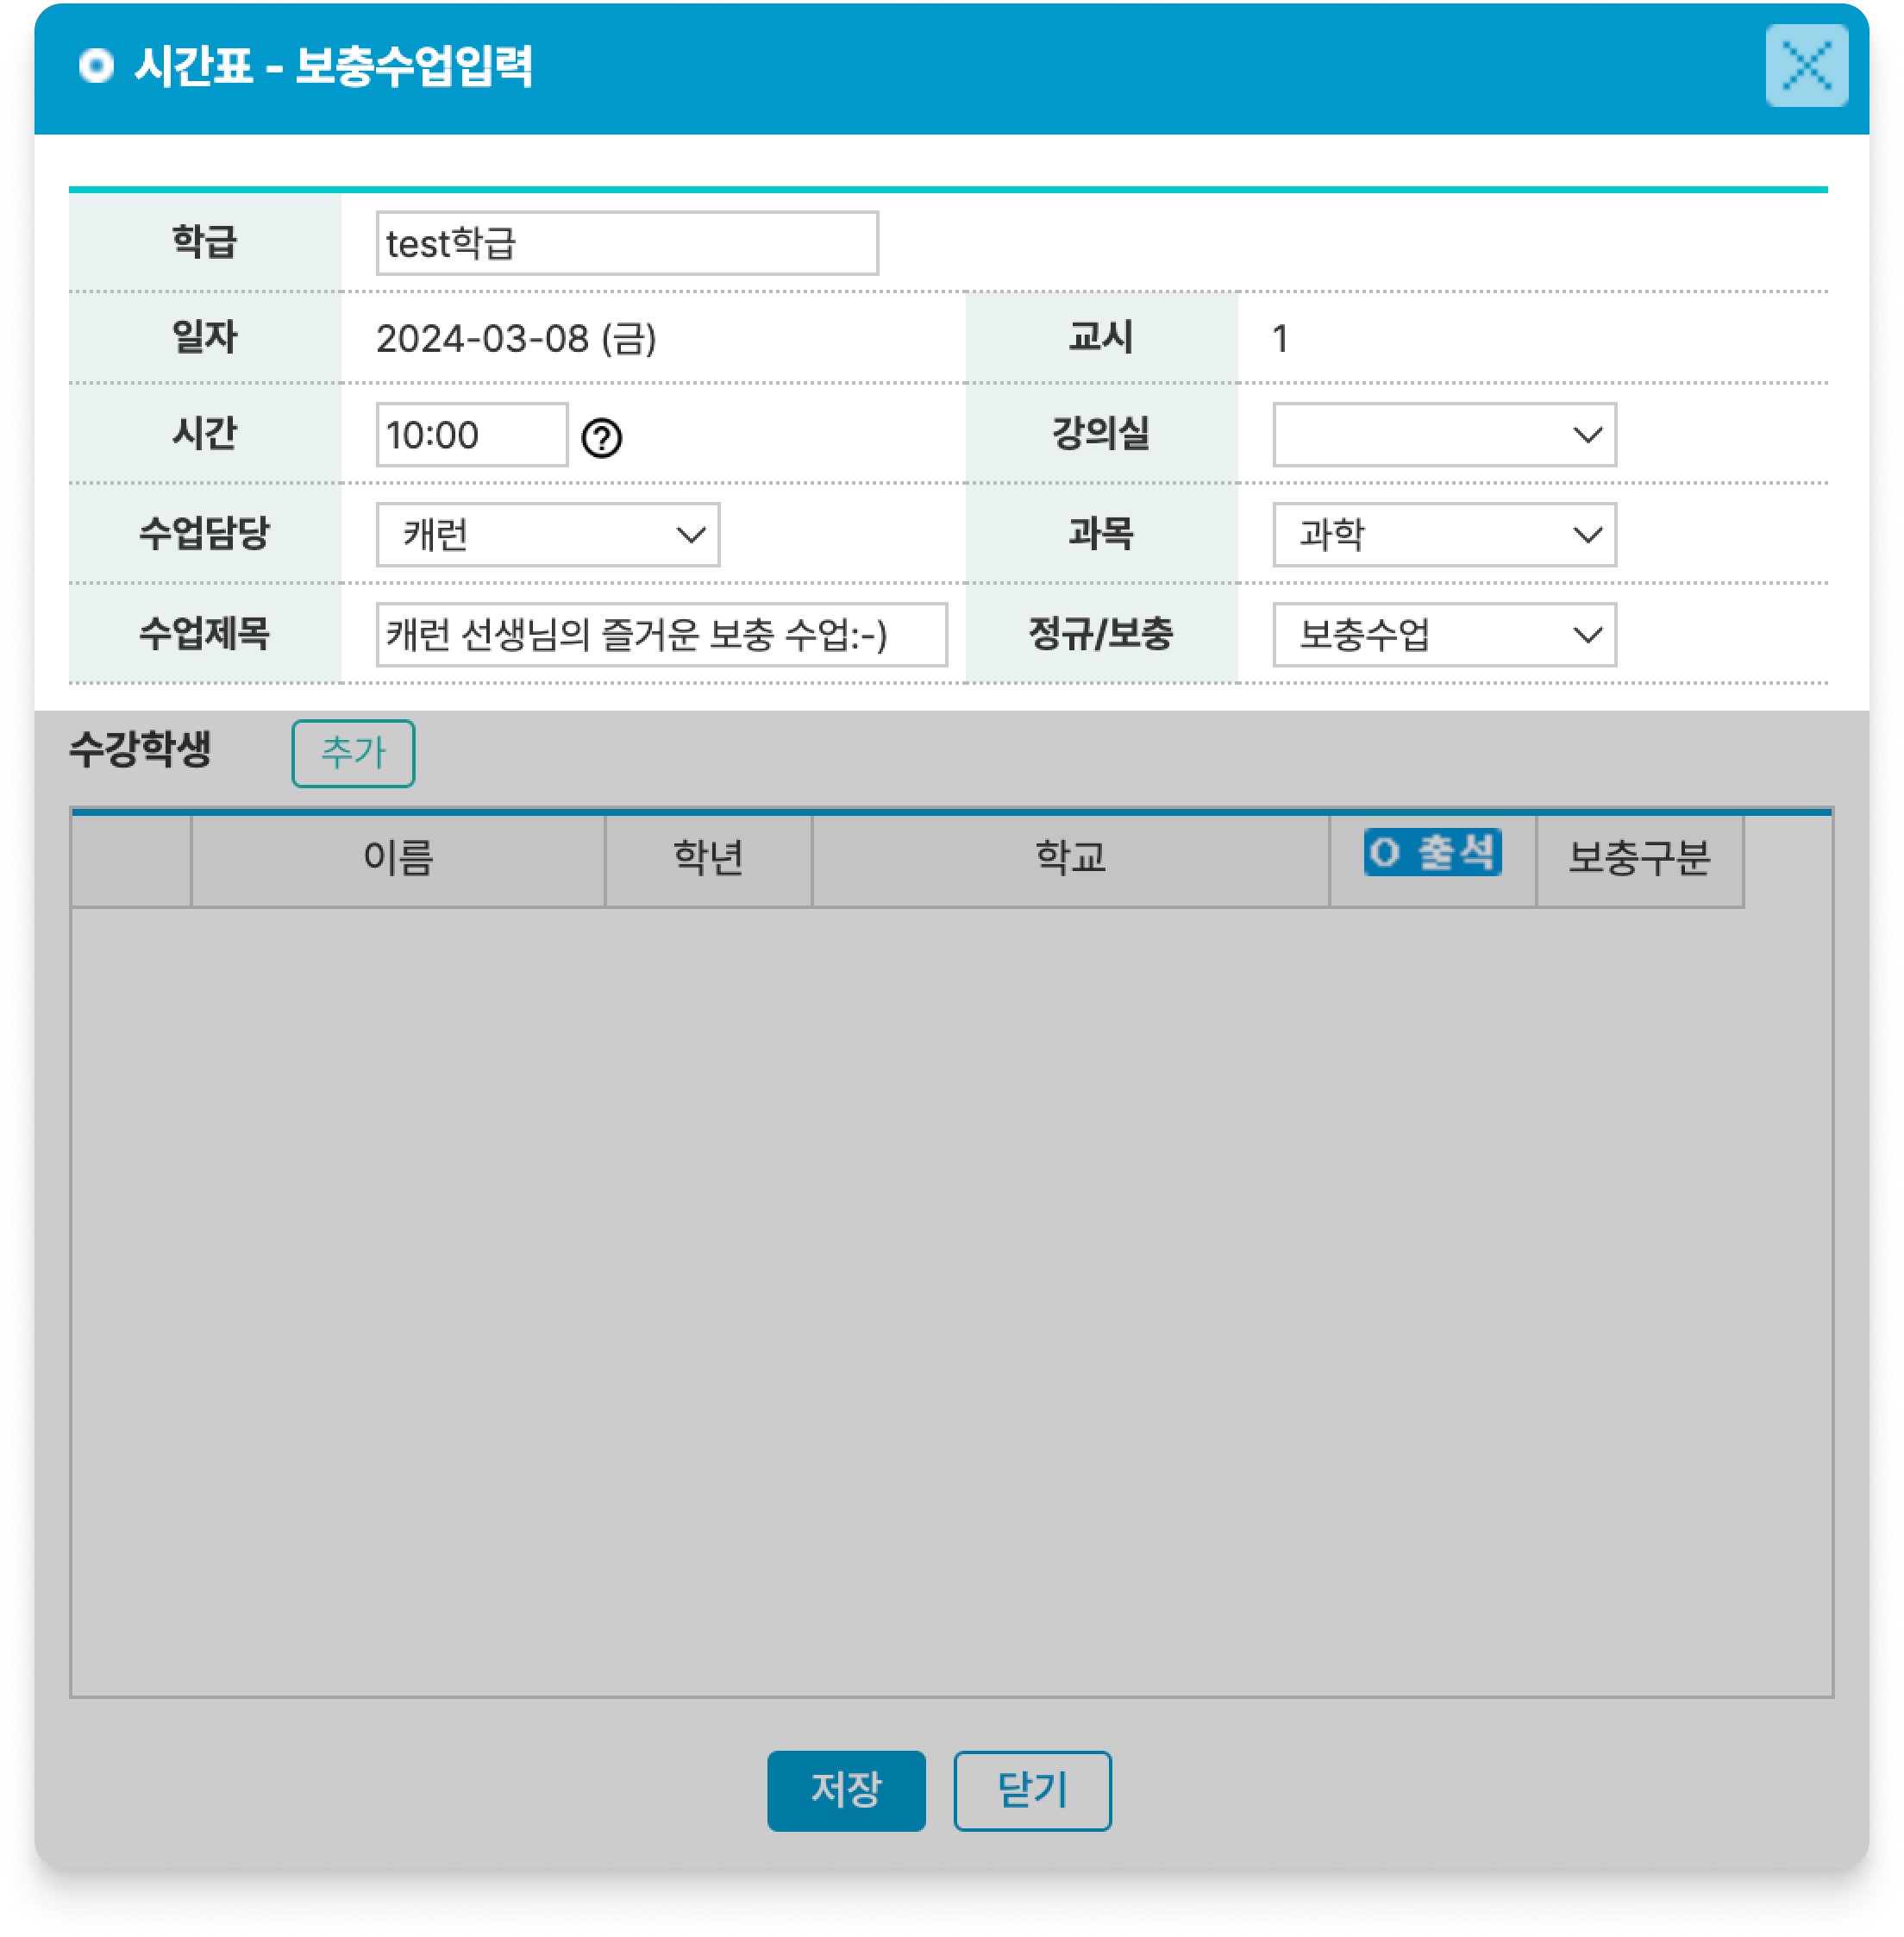 시간표 - 보충수업입력
학급 test학급
일자 2024-03-08 (금) 교시 1
시간 10:00 ? 강의실
수업담당 캐런 과목 과학
수업제목 캐런 선생님의 즐거운 보충 수업:-) 정규/보충 보충수업
수강학생 추가
이름 학년 학교 O 출석 보충구분
저장 닫기